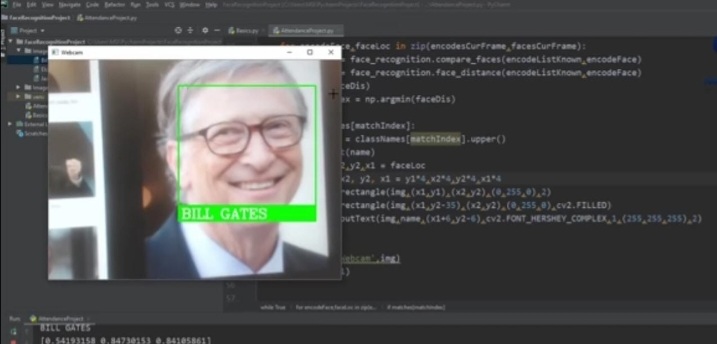 File Edit View Navigate Code Refactor Run Tools VCS Window Help
FaceRecognitionProject AttendanceProject.py
Project
Basics.py AttendanceProject.py
Webcam
for encodeFace,faceLoc in zip(encodesCurFrame,facesCurFrame):
= face_recognition.compare_faces(encodeListKnown,encodeFace)
= face_recognition.face_distance(encodeListKnown,encodeFace)
ceDis)
ex = np.argmin(faceDis)
es[matchIndex]:
= classNames[matchIndex].upper()
t(name)
y2,x1 = faceLoc
x2, y2, x1 = y1*4,x2*4,y2*4,x1*4
rectangle(img,(x1,y1),(x2,y2),(0,255,0),2)
rectangle(img,(x1,y2-35),(x2,y2),(0,255,0),cv2.FILLED)
putText(img,name,(x1+6,y2-6),cv2.FONT_HERSHEY_COMPLEX,1,(255,255,255),2)
BILL GATES
ebcam',img)
57
while True for encodeFace,faceLoc in zip(e... if matches[matchIndex]
Run: AttendanceProject
BILL GATES
[0.54193158 0.84730153 0.84105861]